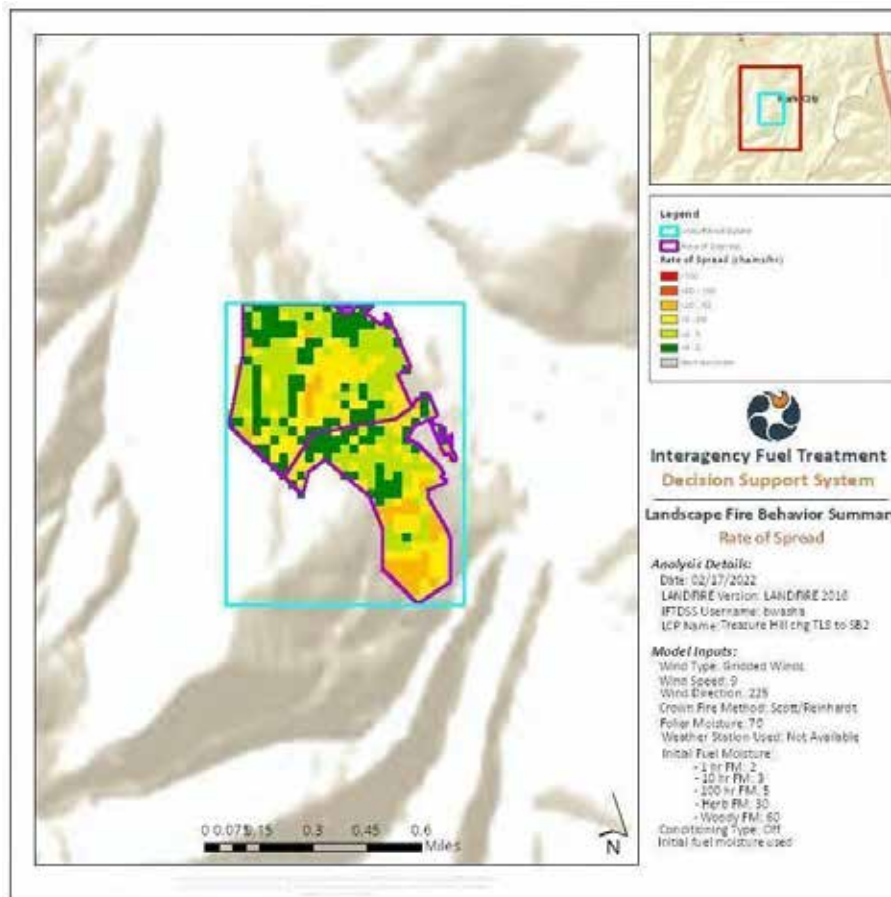 Park City
Legend
Rate of Spread (chains/hr)
Interagency Fuel Treatment
Decision Support System
Landscape Fire Behavior Summar
Rate of Spread
Analysis Details:
Date: 02/17/2022
LANDFIRE Version: LANDFIRE 2016
IFTDSS Username: bwasha
LCP Name: Treasure Hill chg TL8 to SB2
Model Inputs:
Wind Type: Gridded Winds
Wind Speed: 9
Wind Direction: 225
Crown Fire Method: Scott/Reinhardt
Foliar Moisture: 70
Weather Station Used: Not Available
Initial Fuel Moisture:
- 1 hr FM: 2
- 10 hr FM: 3
- 100 hr FM: 5
- Herb FM: 30
- Woody FM: 60
Conditioning Type: Off
Initial fuel moisture used
0 0.075 0.15 0.3 0.45 0.6
Miles
N